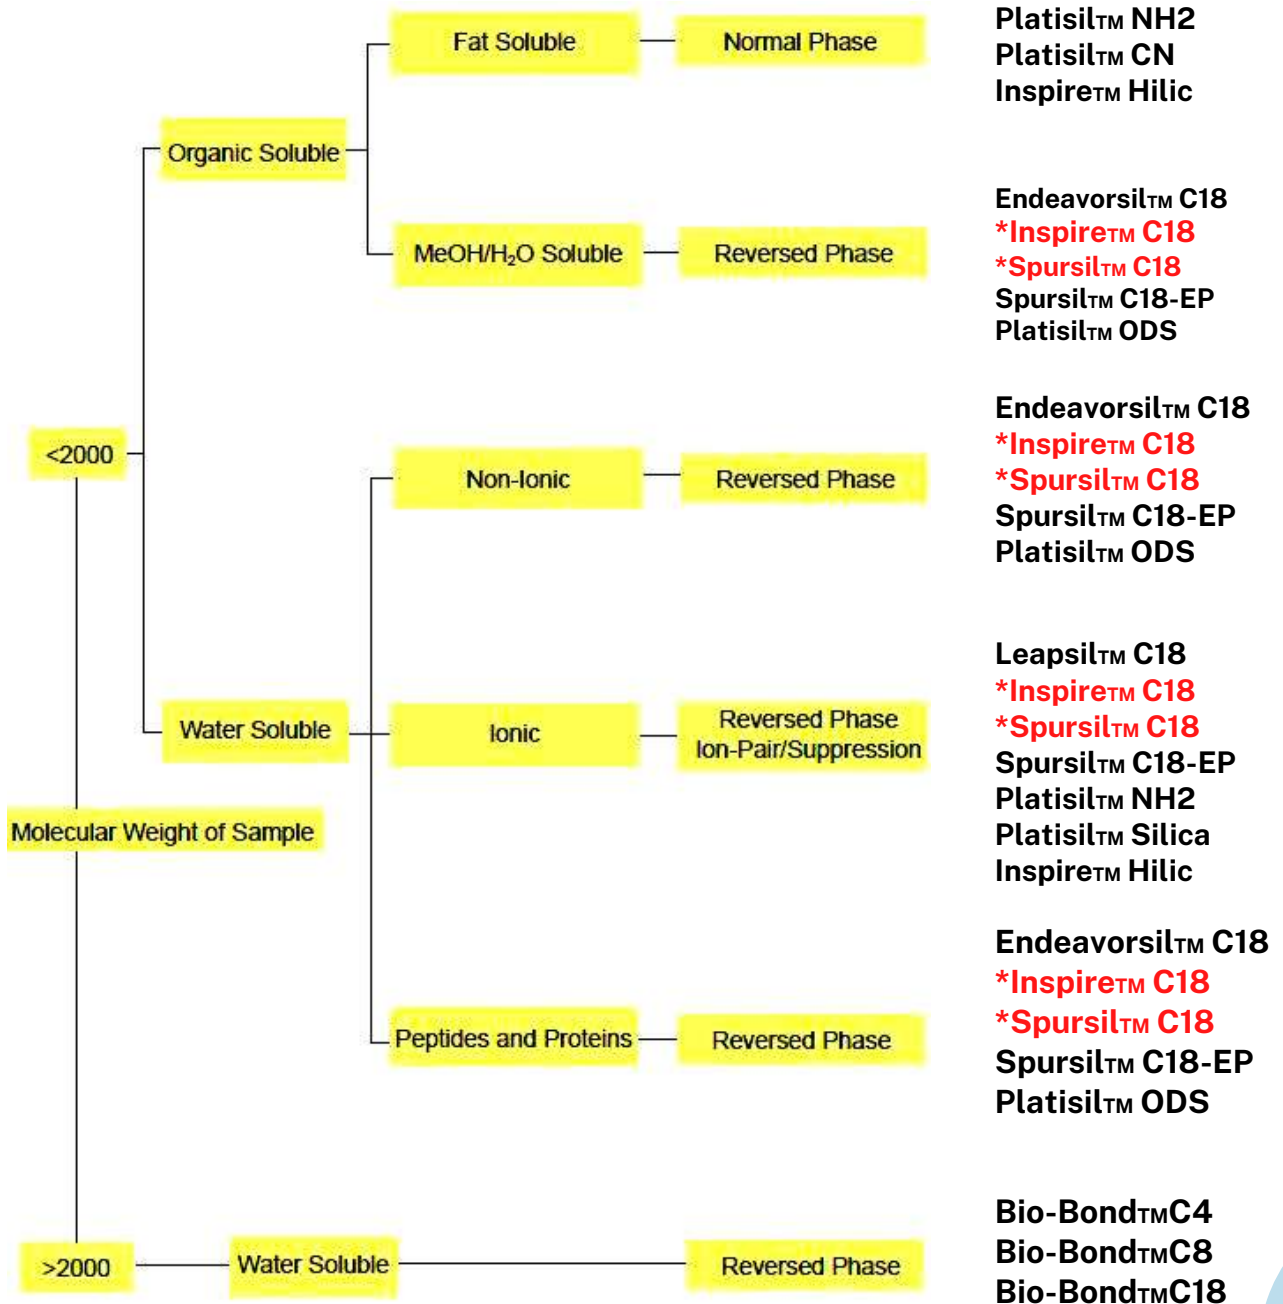 Fat Soluble
Normal Phase
Platisil™ NH2
Platisil™ CN
Inspire™ Hilic
Organic Soluble
MeOH/H₂O Soluble
Reversed Phase
Endeavorsil™ C18
*Inspire™ C18
*Spursil™ C18
Spursil™ C18-EP
Platisil™ ODS
<2000
Non-Ionic
Reversed Phase
Endeavorsil™ C18
*Inspire™ C18
*Spursil™ C18
Spursil™ C18-EP
Platisil™ ODS
Water Soluble
Ionic
Reversed Phase
Ion-Pair/Suppression
Leapsil™ C18
*Inspire™ C18
*Spursil™ C18
Spursil™ C18-EP
Platisil™ NH2
Platisil™ Silica
Inspire™ Hilic
Molecular Weight of Sample
Peptides and Proteins
Reversed Phase
Endeavorsil™ C18
*Inspire™ C18
*Spursil™ C18
Spursil™ C18-EP
Platisil™ ODS
>2000
Water Soluble
Reversed Phase
Bio-Bond™C4
Bio-Bond™C8
Bio-Bond™C18